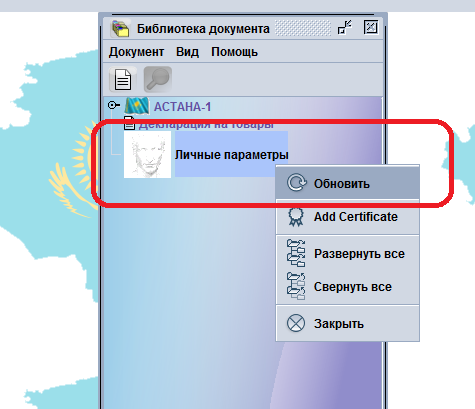 Библиотека документа
Документ Вид Помощь
АСТАНА-1
Декларация на товары
Личные параметры
Обновить
Add Certificate
Развернуть все
Свернуть все
Закрыть